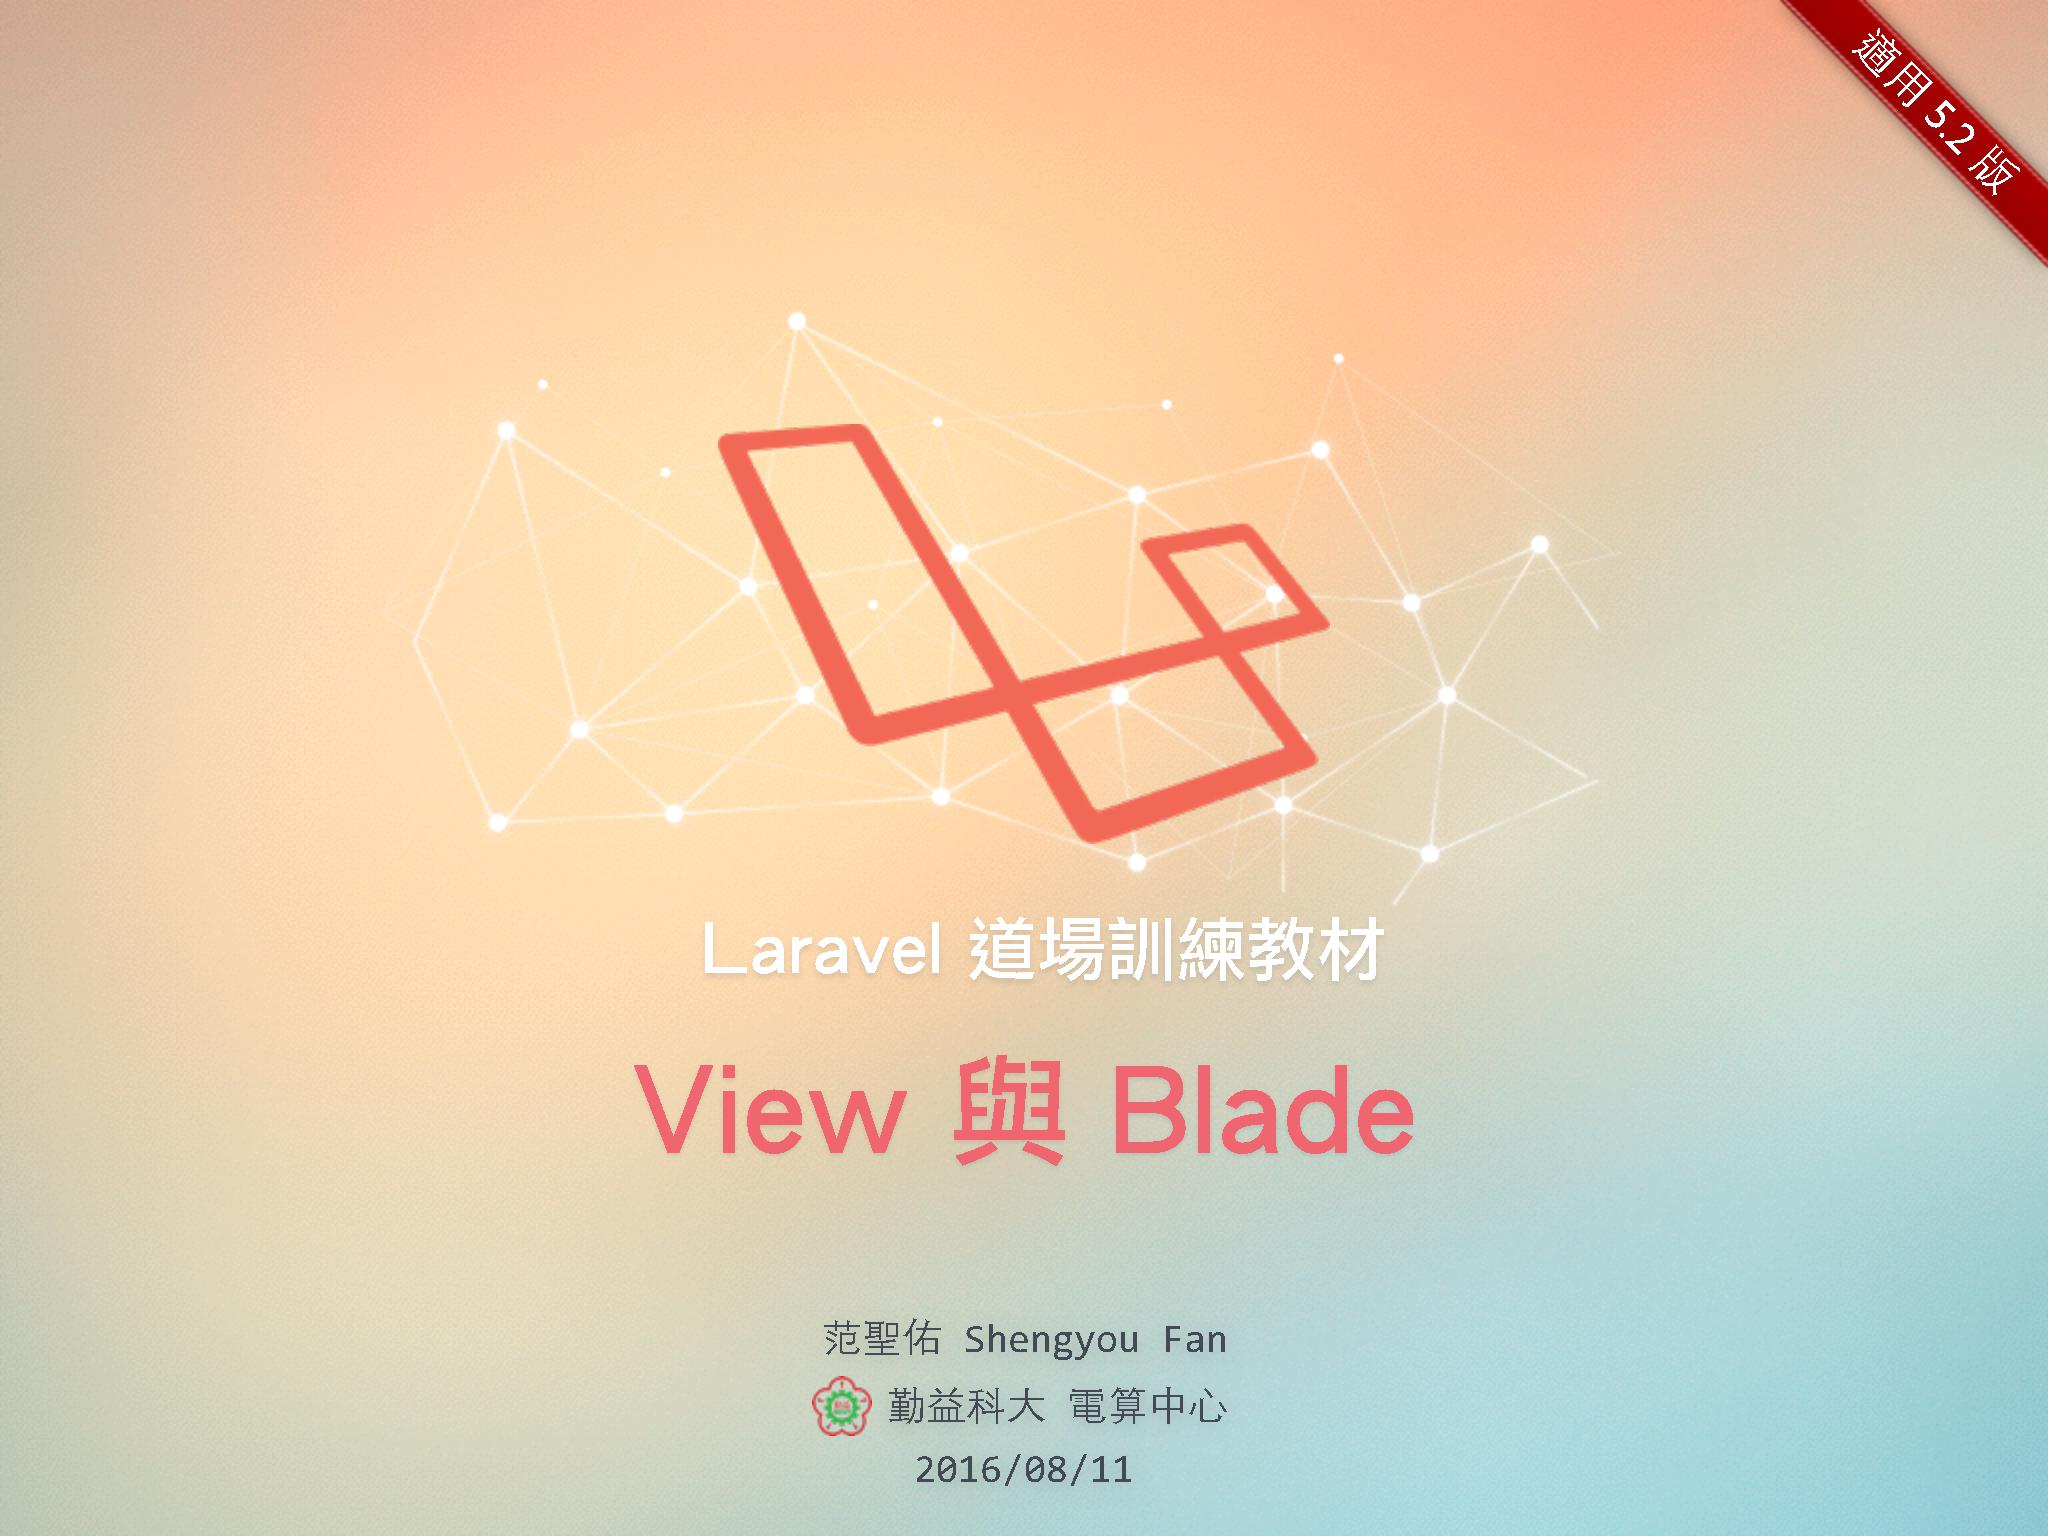 適用 5.2 版
Laravel 道場訓練教材
View 與 Blade
范聖佑 Shengyou Fan
勤益科大 電算中心
2016/08/11